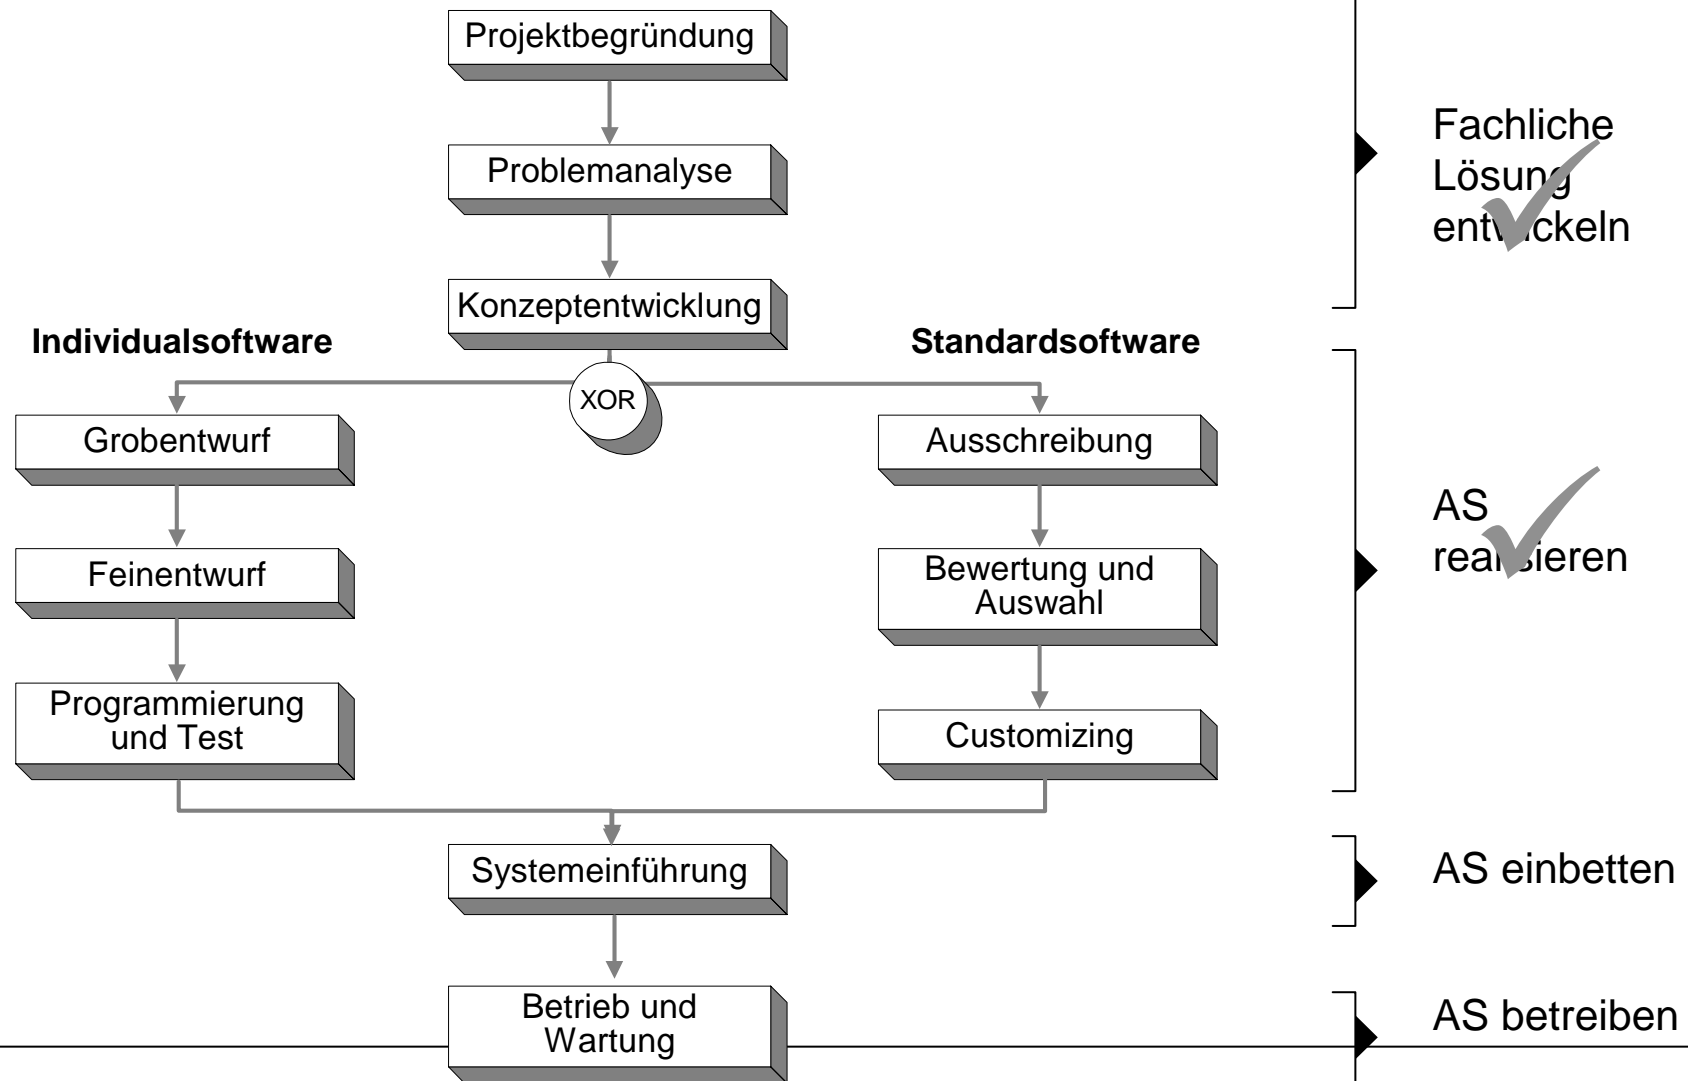 Projektbegründung
Fachliche
Lösung
entwickeln
Problemanalyse
Konzeptentwicklung
Individualsoftware
Standardsoftware
XOR
Grobentwurf
Ausschreibung
AS
realisieren
Feinentwurf
Bewertung und
Auswahl
Programmierung
und Test
Customizing
Systemeinführung
AS einbetten
Betrieb und
Wartung
AS betreiben